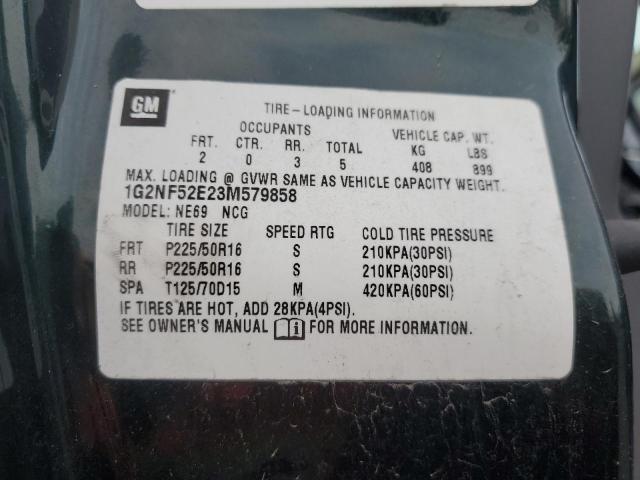 GM
TIRE-LOADING INFORMATION
OCCUPANTS VEHICLE CAP. WT.
FRT. CTR. RR. TOTAL KG LBS
2 0 3 5 408 899
MAX. LOADING @ GVWR SAME AS VEHICLE CAPACITY WEIGHT.
1G2NF52E23M579858
MODEL: NE69 NCG
TIRE SIZE SPEED RTG COLD TIRE PRESSURE
FRT P225/50R16 S 210KPA(30PSI)
RR P225/50R16 S 210KPA(30PSI)
SPA T125/70D15 M 420KPA(60PSI)
IF TIRES ARE HOT, ADD 28KPA(4PSI).
SEE OWNER'S MANUAL i FOR MORE INFORMATION.